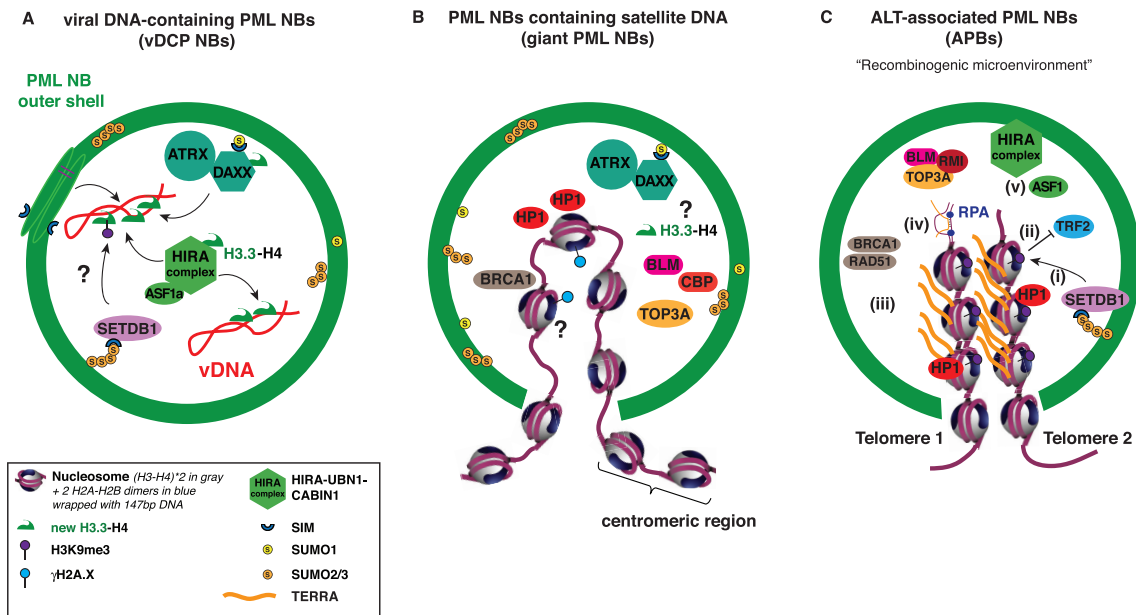 A
viral DNA-containing PML NBs
(vDCP NBs)
PML NB
outer shell
S S S S
S
ATRX
DAXX
H3.3-H4
HIRA
complex
ASF1a
?
SETDB1
S S S S
vDNA
S
S S S
B
PML NBs containing satellite DNA
(giant PML NBs)
S S S S
S
ATRX
DAXX
?
H3.3-H4
HP1
HP1
S
S S S
BRCA1
BLM
CBP
TOP3A
S
S S S
?
S
S S S
centromeric region
C
ALT-associated PML NBs
(APBs)
“Recombinogenic microenvironment”
HIRA
complex
BLM
RMI
TOP3A
(v)
ASF1
(iv)
RPA
(ii)
TRF2
BRCA1
RAD51
(i)
(iii)
HP1
SETDB1
S S S S
HP1
Telomere 1
Telomere 2
Nucleosome (H3-H4)*2 in gray
+ 2 H2A-H2B dimers in blue
wrapped with 147bp DNA
new H3.3-H4
H3K9me3
γH2A.X
HIRA
complex
HIRA-UBN1-
CABIN1
SIM
S
SUMO1
S
SUMO2/3
TERRA